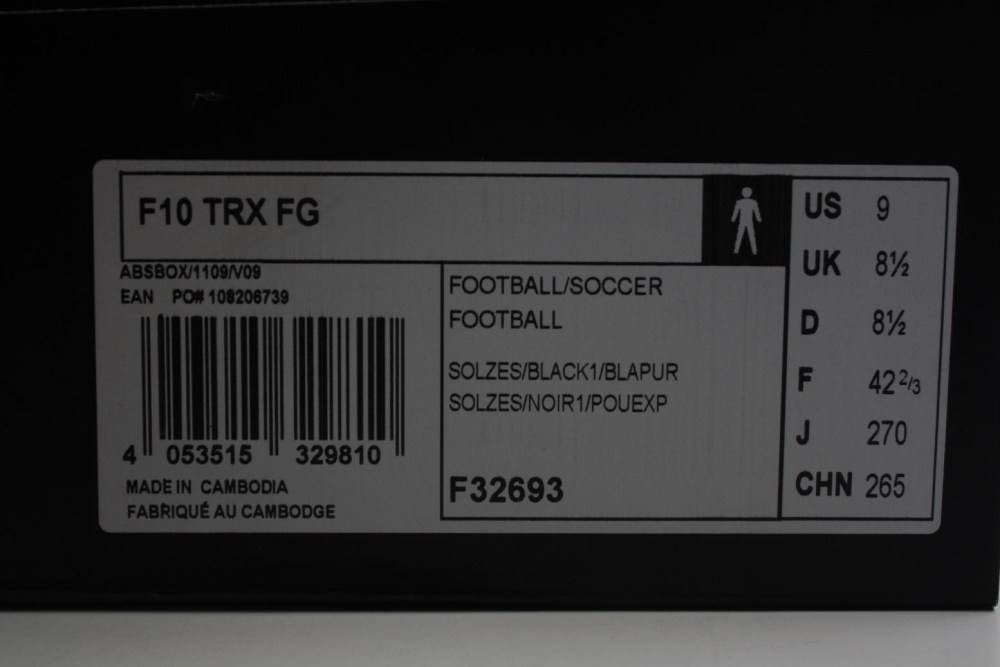 F10 TRX FG
ABSBOX/1109/V09
EAN PO# 108206739
4 053515 329810
MADE IN CAMBODIA
FABRIQUÉ AU CAMBODGE
FOOTBALL/SOCCER
FOOTBALL
SOLZES/BLACK1/BLAPUR
SOLZES/NOIR1/POUEXP
F32693
US 9
UK 8½
D 8½
F 42 2/3
J 270
CHN 265